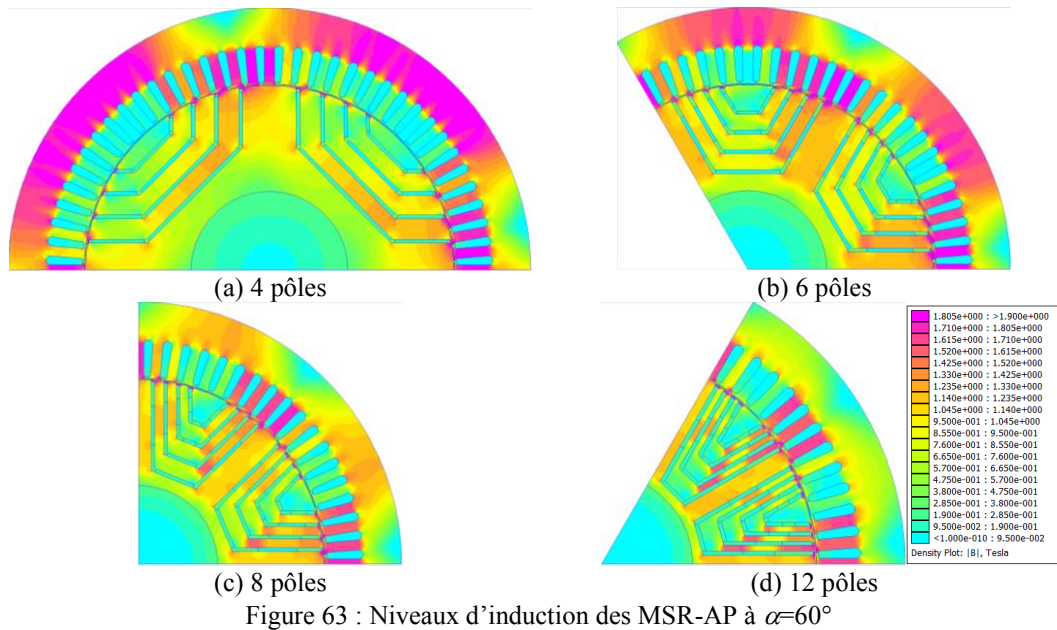 (a) 4 pôles
(b) 6 pôles
1.805e+000 : >1.900e+000
1.710e+000 : 1.805e+000
1.615e+000 : 1.710e+000
1.520e+000 : 1.615e+000
1.425e+000 : 1.520e+000
1.330e+000 : 1.425e+000
1.235e+000 : 1.330e+000
1.140e+000 : 1.235e+000
1.045e+000 : 1.140e+000
9.500e-001 : 1.045e+000
8.550e-001 : 9.500e-001
7.600e-001 : 8.550e-001
6.650e-001 : 7.600e-001
5.700e-001 : 6.650e-001
4.750e-001 : 5.700e-001
3.800e-001 : 4.750e-001
2.850e-001 : 3.800e-001
1.900e-001 : 2.850e-001
9.500e-002 : 1.900e-001
<1.000e-010 : 9.500e-002
Density Plot: |B|, Tesla
(c) 8 pôles
(d) 12 pôles
Figure 63 : Niveaux d’induction des MSR-AP à α=60°